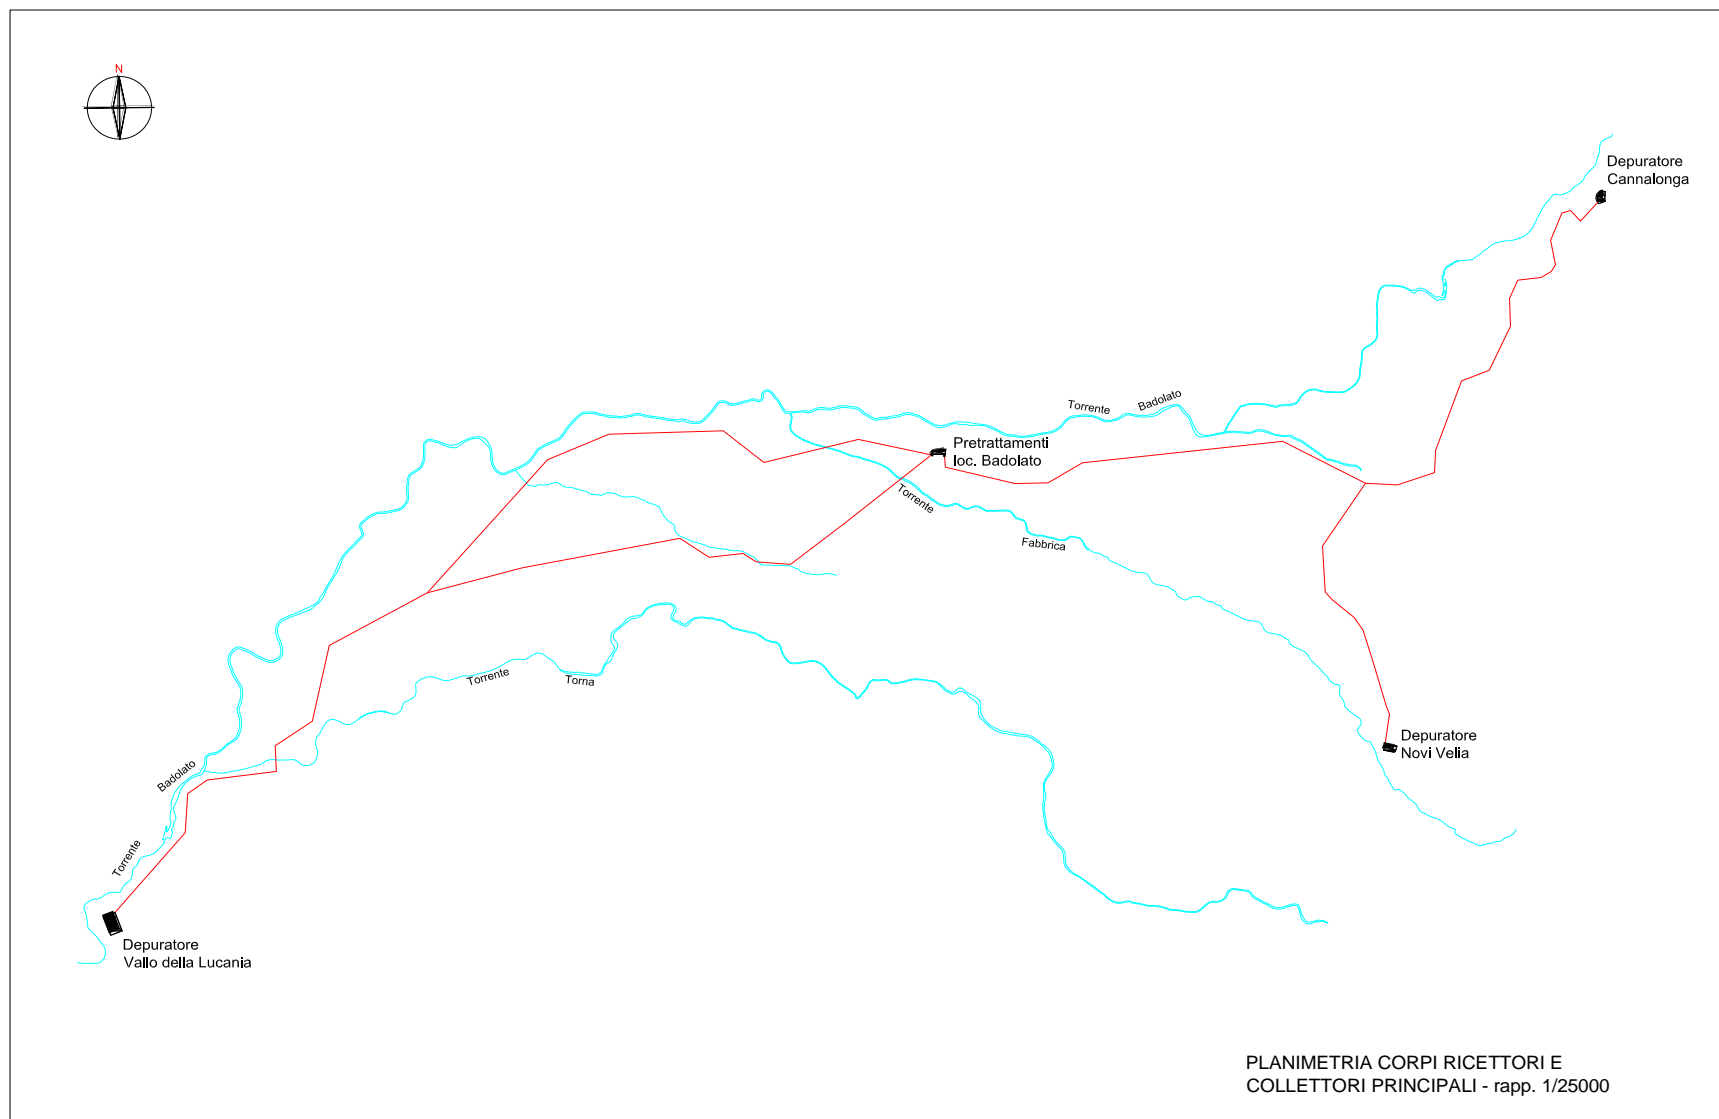 N
Depuratore
Cannalonga
Torrente Badolato
Pretrattamenti
loc. Badolato
Torrente
Fabbrica
Torrente
Torna
Depuratore
Novi Velia
Badolato
Torrente
Depuratore
Vallo della Lucania
PLANIMETRIA CORPI RICETTORI E
COLLETTORI PRINCIPALI - rapp. 1/25000